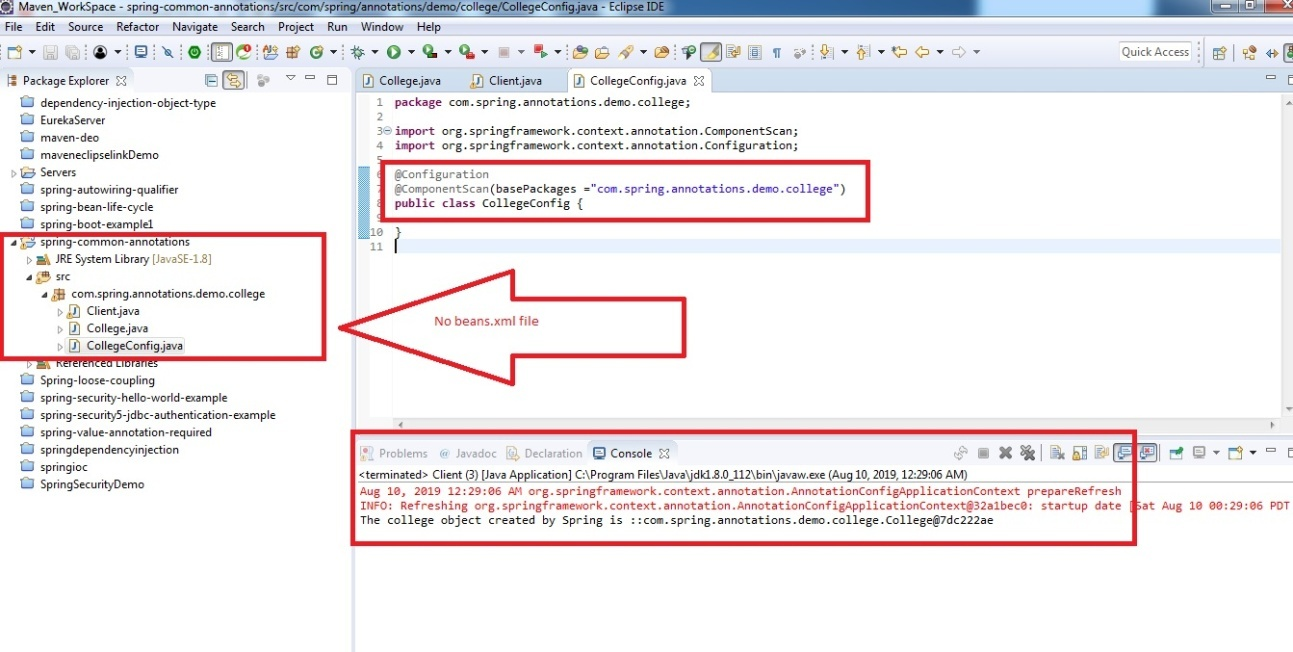 Maven_WorkSpace - spring-common-annotations/src/com/spring/annotations/demo/college/CollegeConfig.java - Eclipse IDE
File Edit Source Refactor Navigate Search Project Run Window Help
Quick Access
Package Explorer
dependency-injection-object-type
EurekaServer
maven-deo
maveneclipselinkDemo
Servers
spring-autowiring-qualifier
spring-bean-life-cycle
spring-boot-example1
spring-common-annotations
JRE System Library [JavaSE-1.8]
src
com.spring.annotations.demo.college
Client.java
College.java
CollegeConfig.java
Referenced Libraries
Spring-loose-coupling
spring-security-hello-world-example
spring-security5-jdbc-authentication-example
spring-value-annotation-required
springdependencyinjection
springioc
SpringSecurityDemo
College.java Client.java CollegeConfig.java
1 package com.spring.annotations.demo.college;
2
3 import org.springframework.context.annotation.ComponentScan;
4 import org.springframework.context.annotation.Configuration;
5
6 @Configuration
7 @ComponentScan(basePackages ="com.spring.annotations.demo.college")
8 public class CollegeConfig {
9
10 }
11
No beans.xml file
Problems @ Javadoc Declaration Console
<terminated> Client (3) [Java Application] C:\Program Files\Java\jdk1.8.0_112\bin\javaw.exe (Aug 10, 2019, 12:29:06 AM)
Aug 10, 2019 12:29:06 AM org.springframework.context.annotation.AnnotationConfigApplicationContext prepareRefresh
INFO: Refreshing org.springframework.context.annotation.AnnotationConfigApplicationContext@32a1bec0: startup date [Sat Aug 10 00:29:06 PDT
The college object created by Spring is ::com.spring.annotations.demo.college.College@7dc222ae